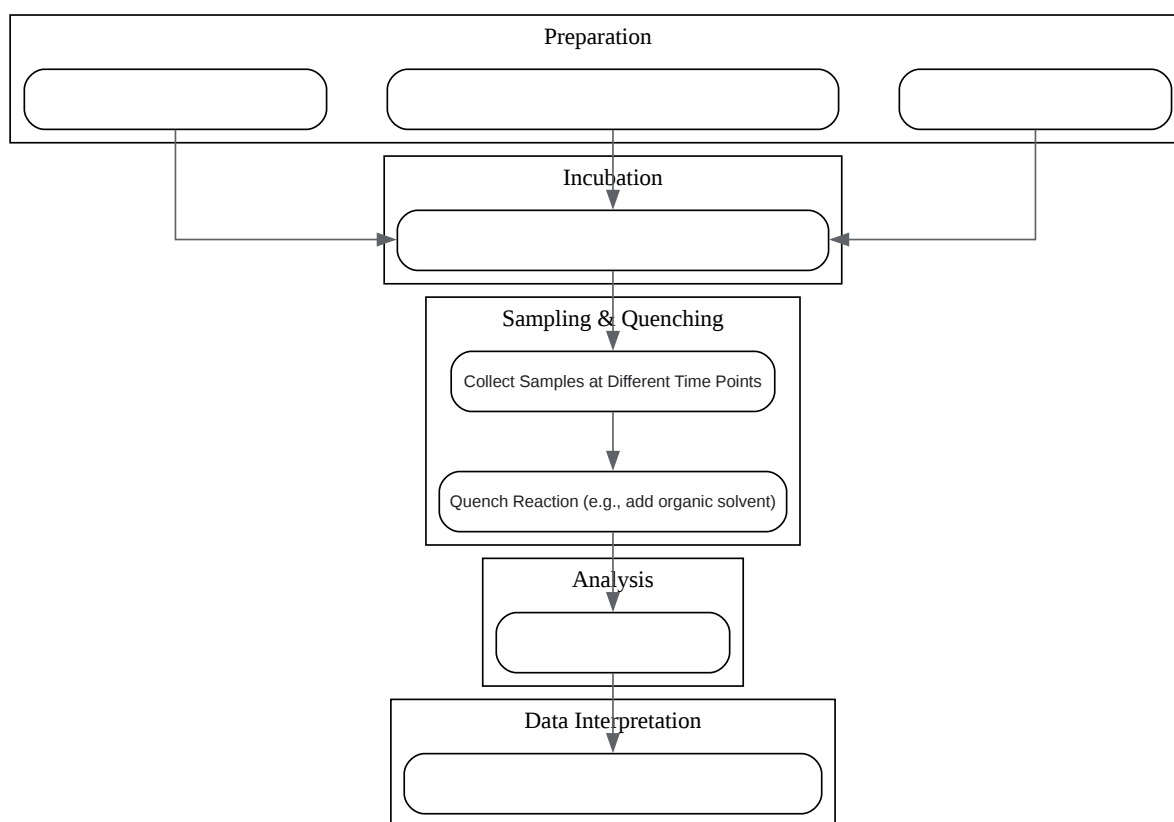 Preparation
Incubation
Sampling & Quenching
Collect Samples at Different Time Points
Quench Reaction (e.g., add organic solvent)
Analysis
Data Interpretation